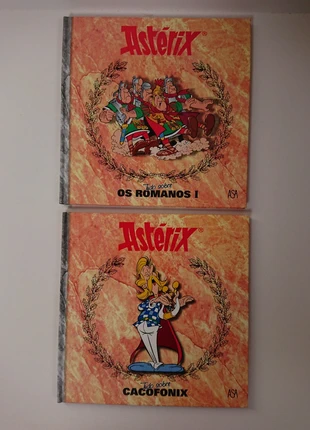 Astérix
Tudo sobre
OS ROMANOS I
ASA
Astérix
Tudo sobre
CACOFONIX
ASA